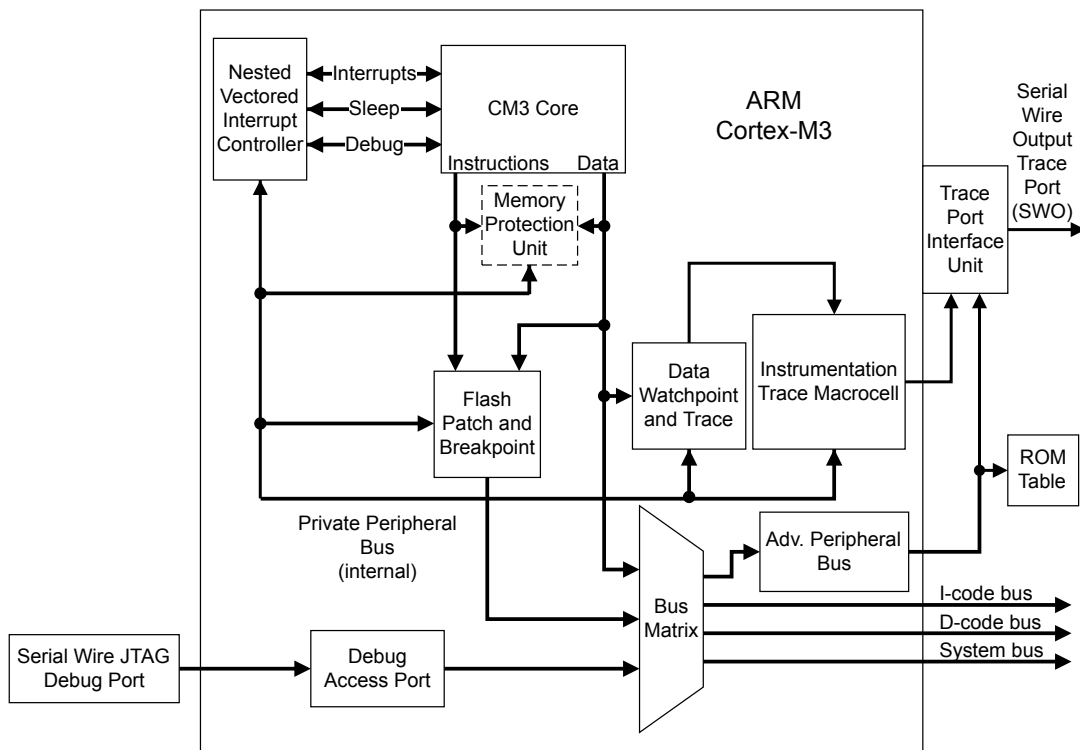 Nested
Vectored
Interrupt
Controller
Interrupts
Sleep
Debug
CM3 Core
Instructions
Data
ARM
Cortex-M3
Memory
Protection
Unit
Serial
Wire
Output
Trace
Port
(SWO)
Trace
Port
Interface
Unit
Flash
Patch and
Breakpoint
Data
Watchpoint
and Trace
Instrumentation
Trace Macrocell
ROM
Table
Private Peripheral
Bus
(internal)
Adv. Peripheral
Bus
Bus
Matrix
I-code bus
D-code bus
System bus
Serial Wire JTAG
Debug Port
Debug
Access Port